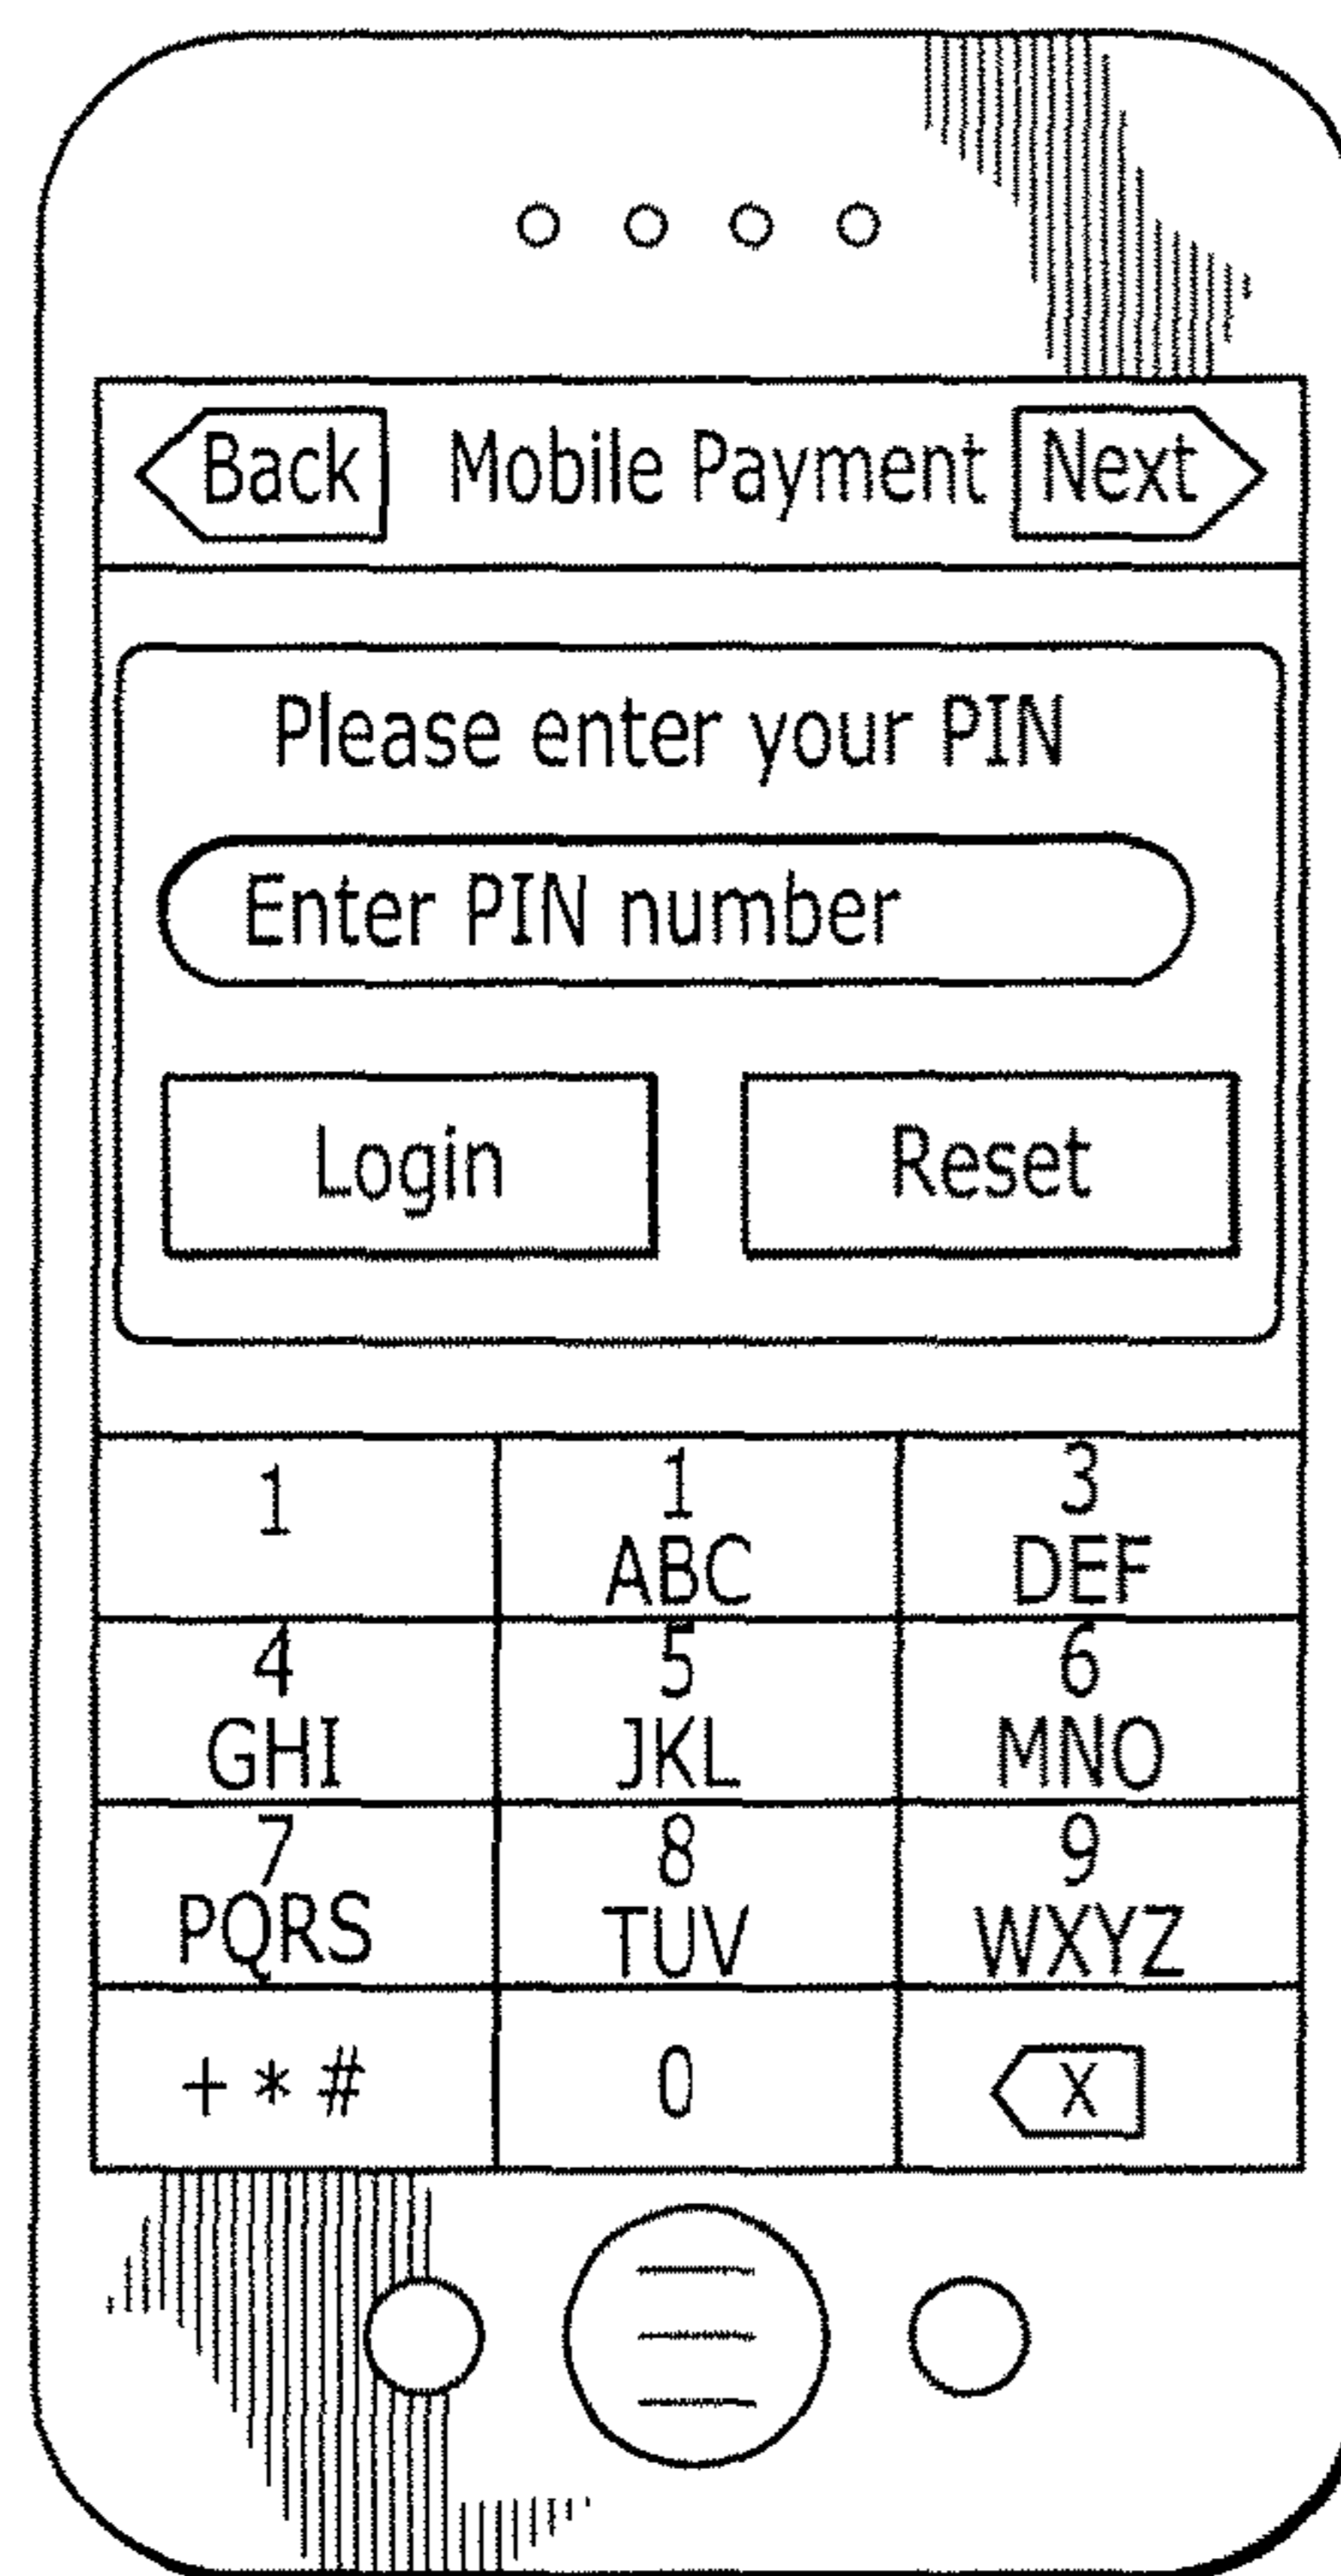 Back Mobile Payment Next
Please enter your PIN
Enter PIN number
Login Reset
1 1 3
ABC DEF
4 5 6
GHI JKL MNO
7 8 9
PQRS TUV WXYZ
+ * # 0 X